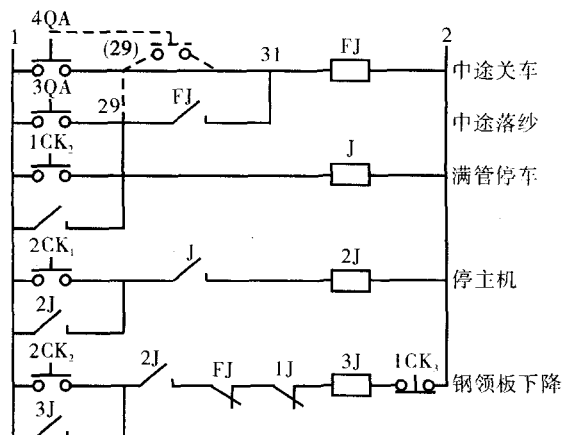 4QA
1
(29)
31
FJ
2
中途关车
3QA
29
FJ
中途落纱
1CK₂
J
满管停车
2CK₁
J
2J
停主机
2J
2CK₂
2J
FJ
1J
3J
1CK₃
钢领板下降
3J